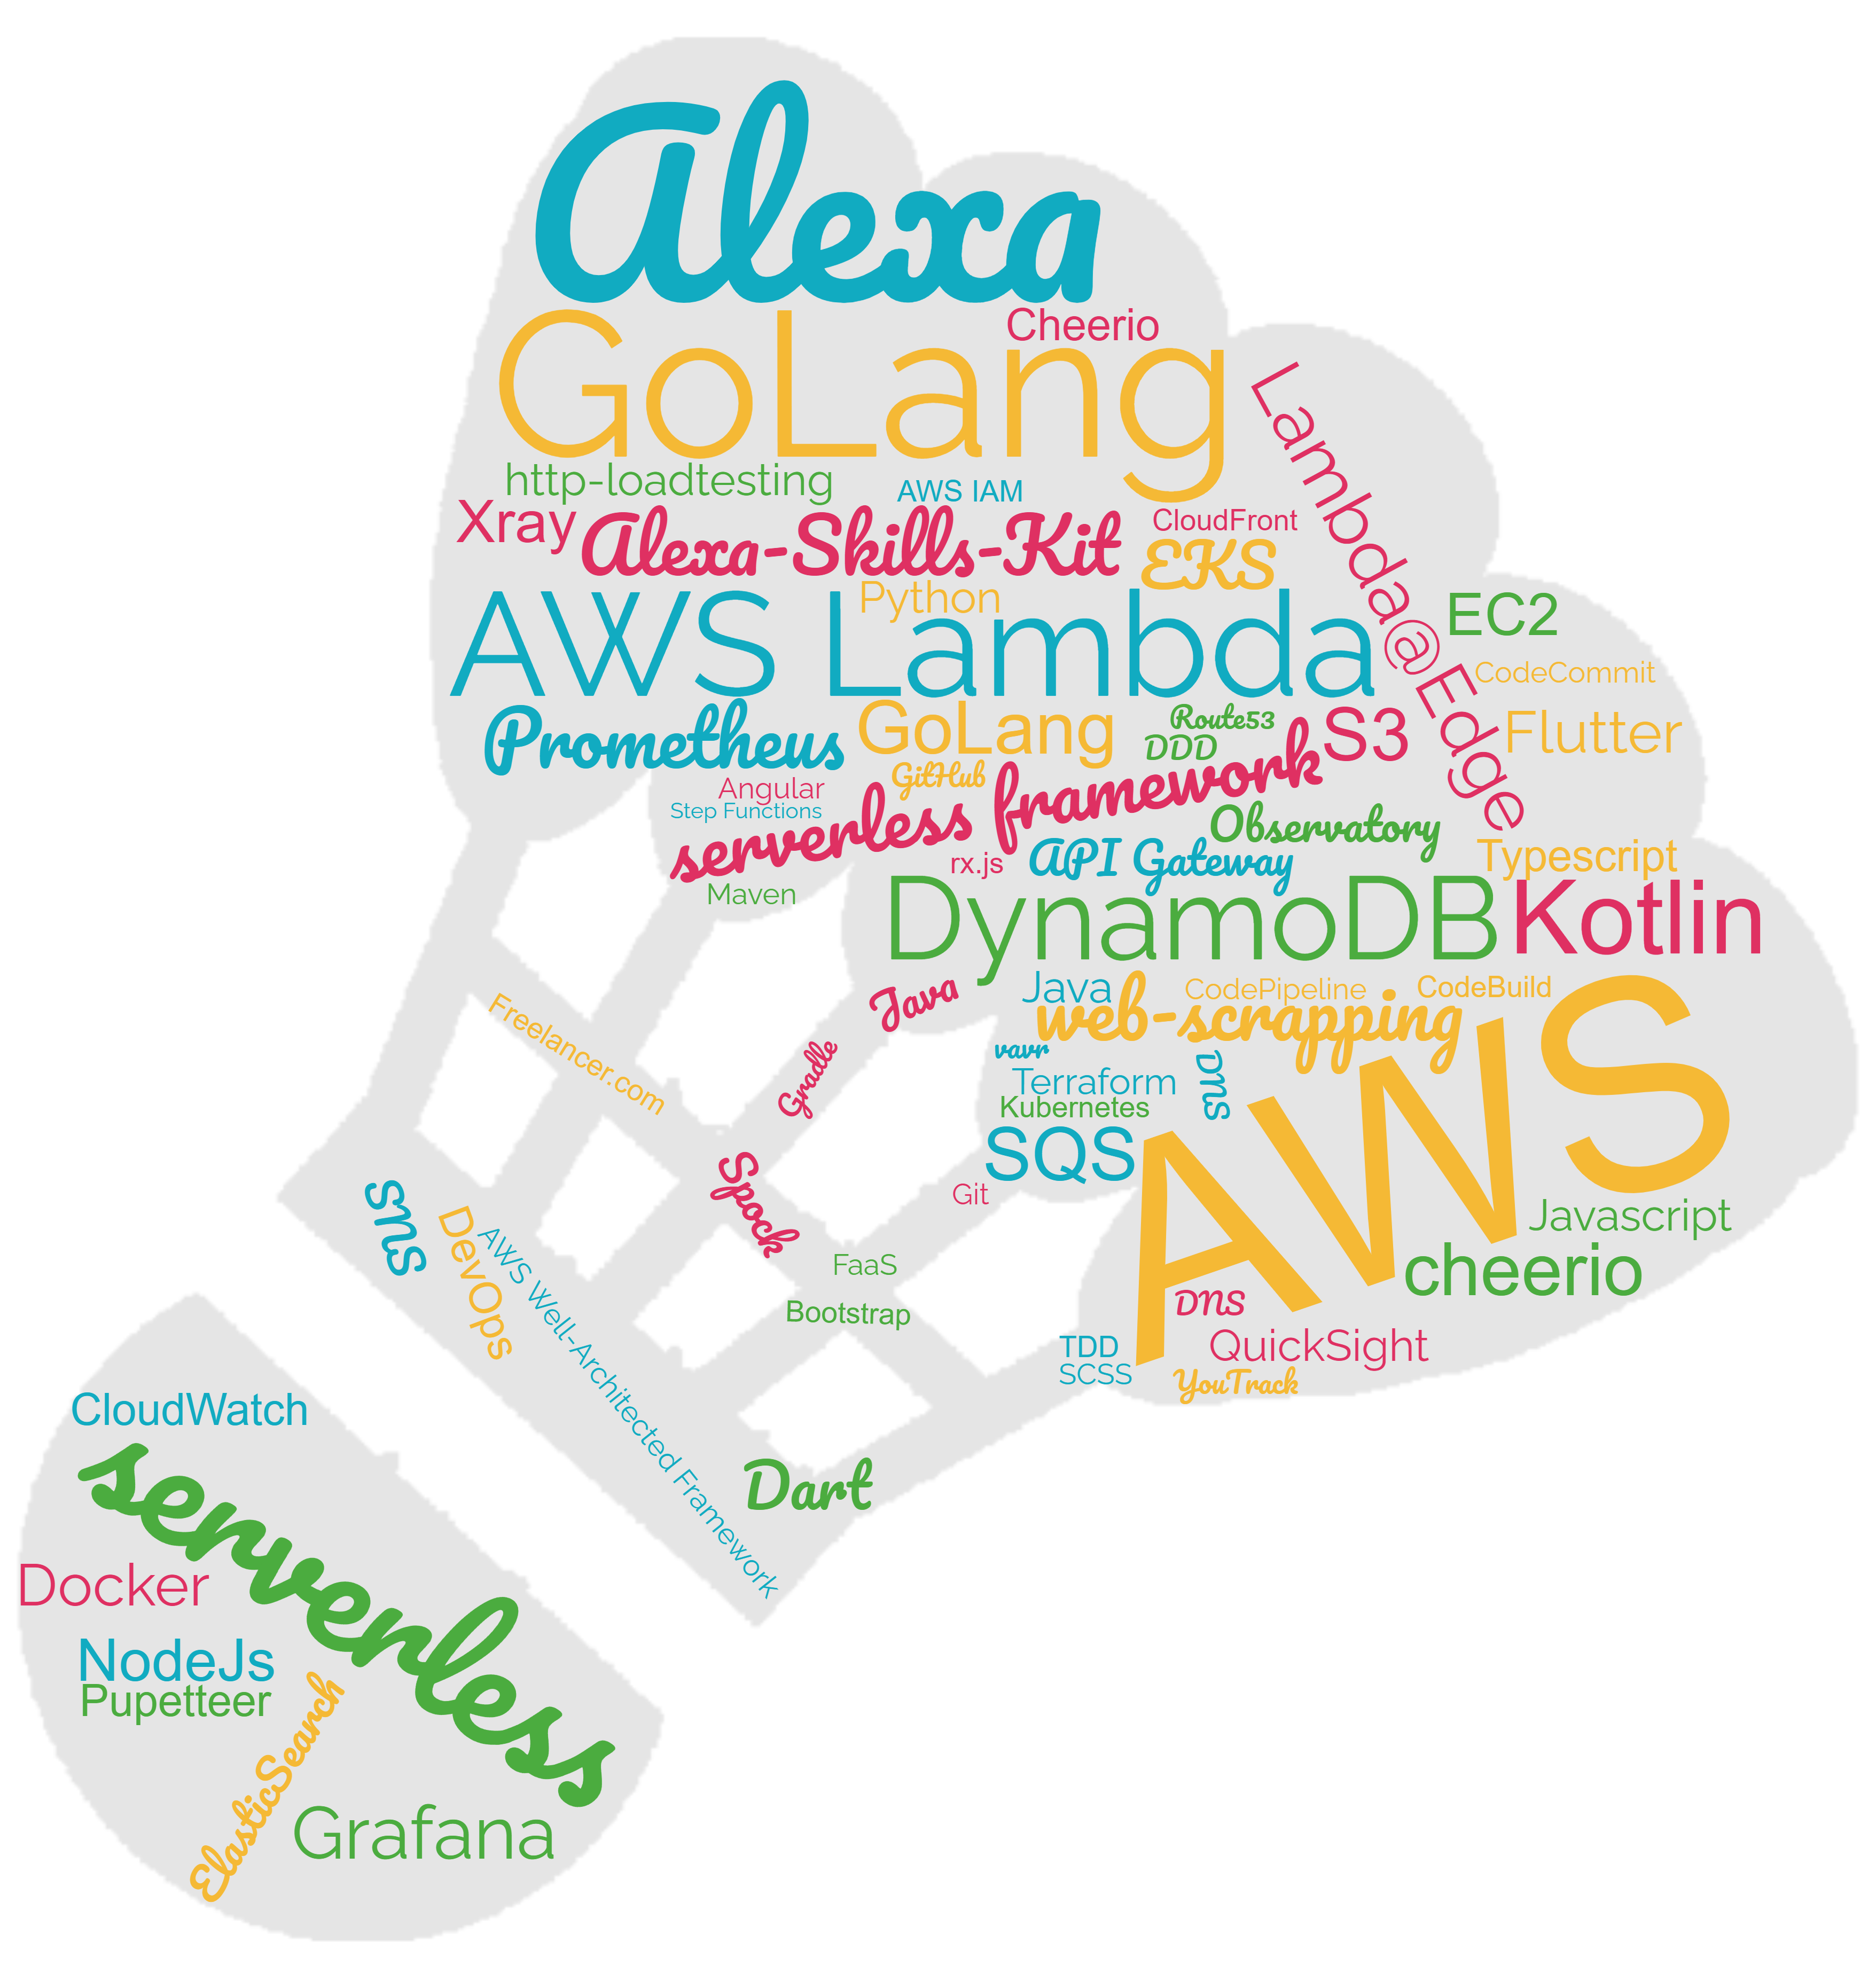 Alexa
Cheerio
GoLang
Lambda@Edge
http-loadtesting
AWS IAM
Xray
Alexa-Skills-Kit
CloudFront
EKS
Python
EC2
AWS Lambda
CodeCommit
Prometheus
GoLang
Route53
S3
Flutter
DDD
GitHub
Angular
Step Functions
serverless framework
Observatory
rx.js
API Gateway
Typescript
Maven
DynamoDB
Kotlin
Java
Java
CodePipeline
CodeBuild
web-scrapping
Freelancer.com
Gradle
vavr
Terraform
sns
Kubernetes
SQS
AWS
Spock
Git
SNS
DevOps
AWS Well-Architected Framework
Javascript
FaaS
cheerio
Bootstrap
DNS
TDD
QuickSight
SCSS
YouTrack
CloudWatch
Dart
serverless
Docker
NodeJs
Pupetteer
ElasticSearch
Grafana